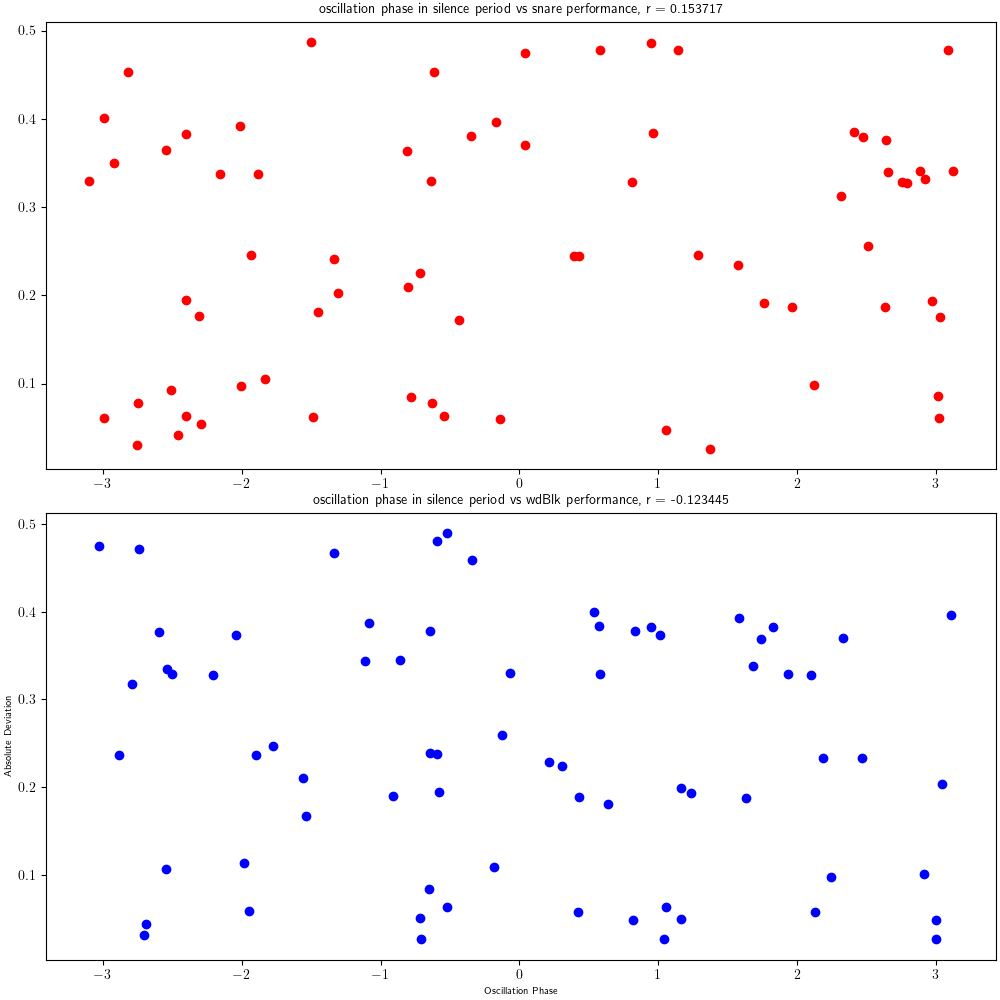 oscillation phase in silence period vs snare performance, r = 0.153717
0.5
0.4
0.3
0.2
0.1
−3 −2 −1 0 1 2 3
oscillation phase in silence period vs wdBlk performance, r = -0.123445
0.5
0.4
0.3
0.2
0.1
Absolute Deviation
−3 −2 −1 0 1 2 3
Oscillation Phase